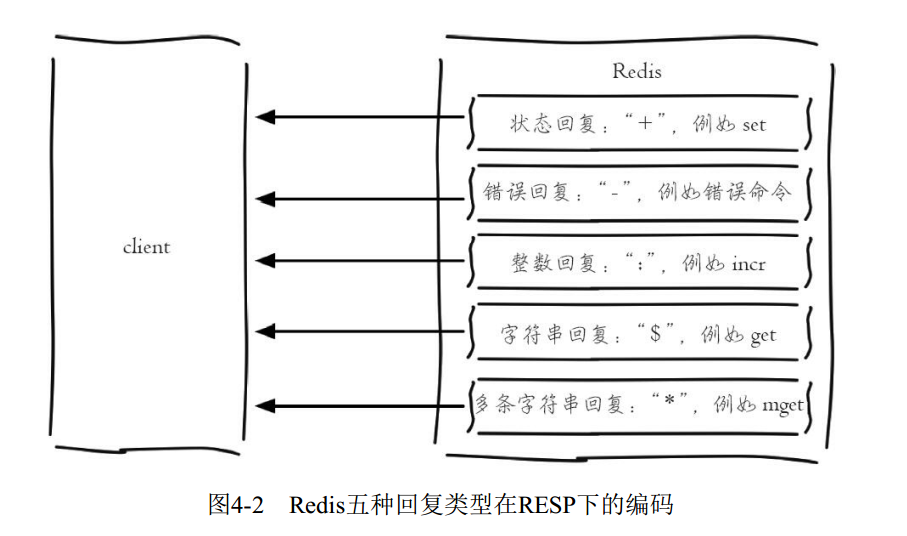 Redis
状态回复：“+”，例如 set
错误回复：“-”，例如错误命令
client
整数回复：“:”，例如 incr
字符串回复：“$”，例如 get
多条字符串回复：“*”，例如 mget
图4-2 Redis五种回复类型在RESP下的编码